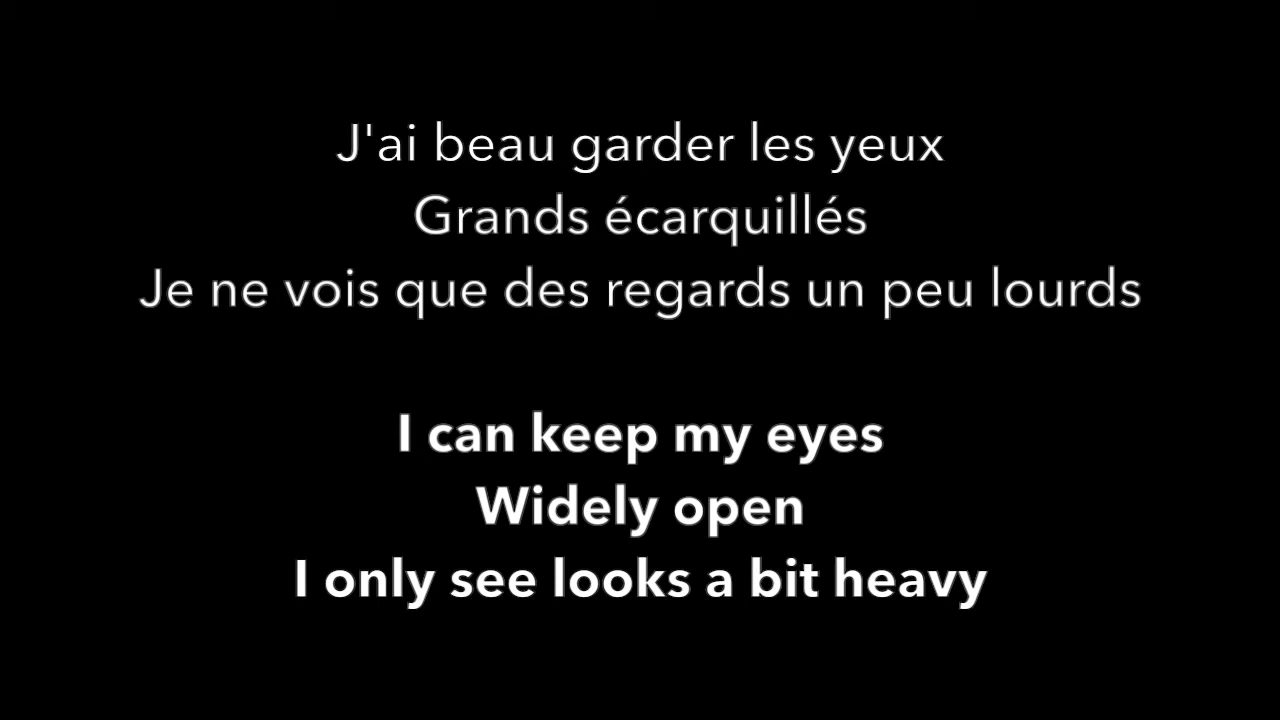 J'ai beau garder les yeux
Grands écarquillés
Je ne vois que des regards un peu lourds
I can keep my eyes
Widely open
I only see looks a bit heavy